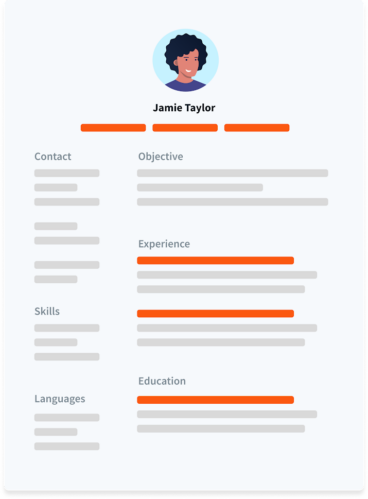 Jamie Taylor
Contact
Objective
Experience
Skills
Education
Languages